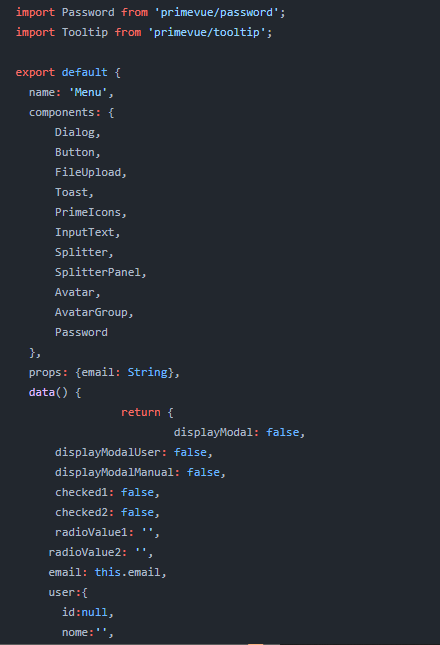 import Password from 'primevue/password';
import Tooltip from 'primevue/tooltip';
export default {
name: 'Menu',
components: {
Dialog,
Button,
FileUpload,
Toast,
PrimeIcons,
InputText,
Splitter,
SplitterPanel,
Avatar,
AvatarGroup,
Password
},
props: {email: String},
data() {
return {
displayModal: false,
displayModalUser: false,
displayModalManual: false,
checked1: false,
checked2: false,
radioValue1: '',
radioValue2: '',
email: this.email,
user:{
id:null,
nome:'',